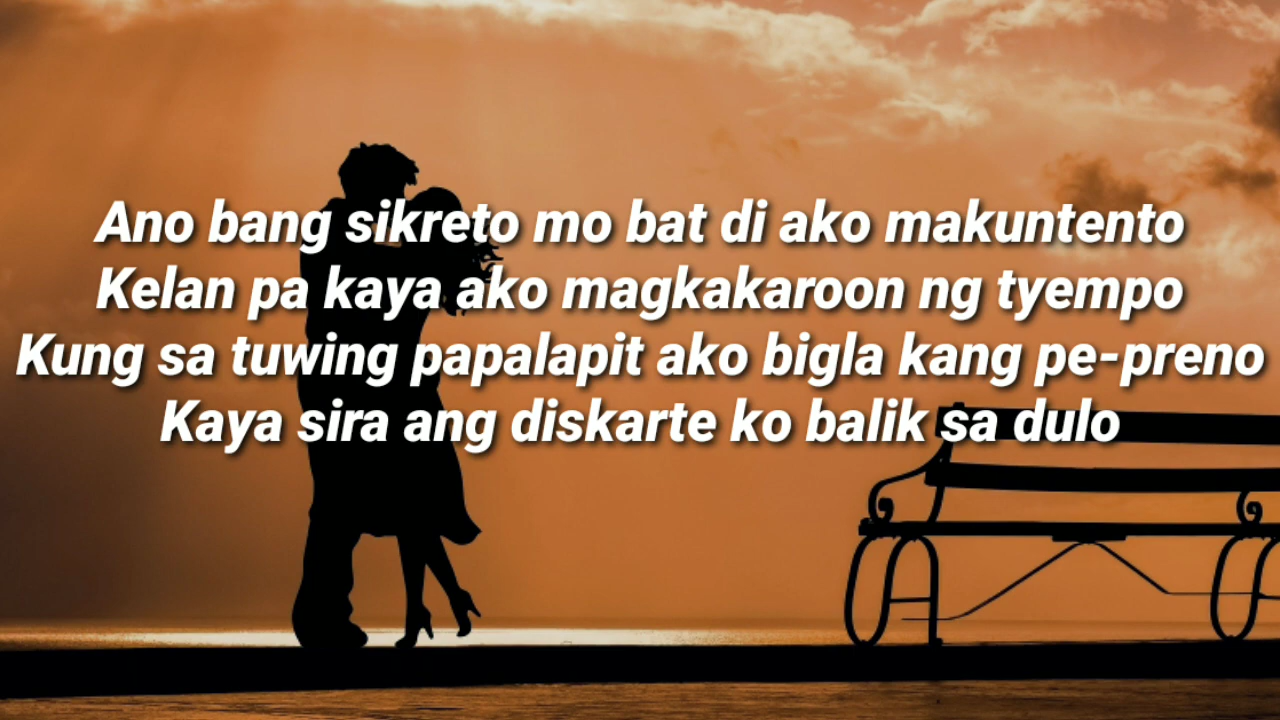 Ano bang sikreto mo bat di ako makuntento
Kelan pa kaya ako magkakaroon ng tyempo
Kung sa tuwing papalapit ako bigla kang pe-preno
Kaya sira ang diskarte ko balik sa dulo